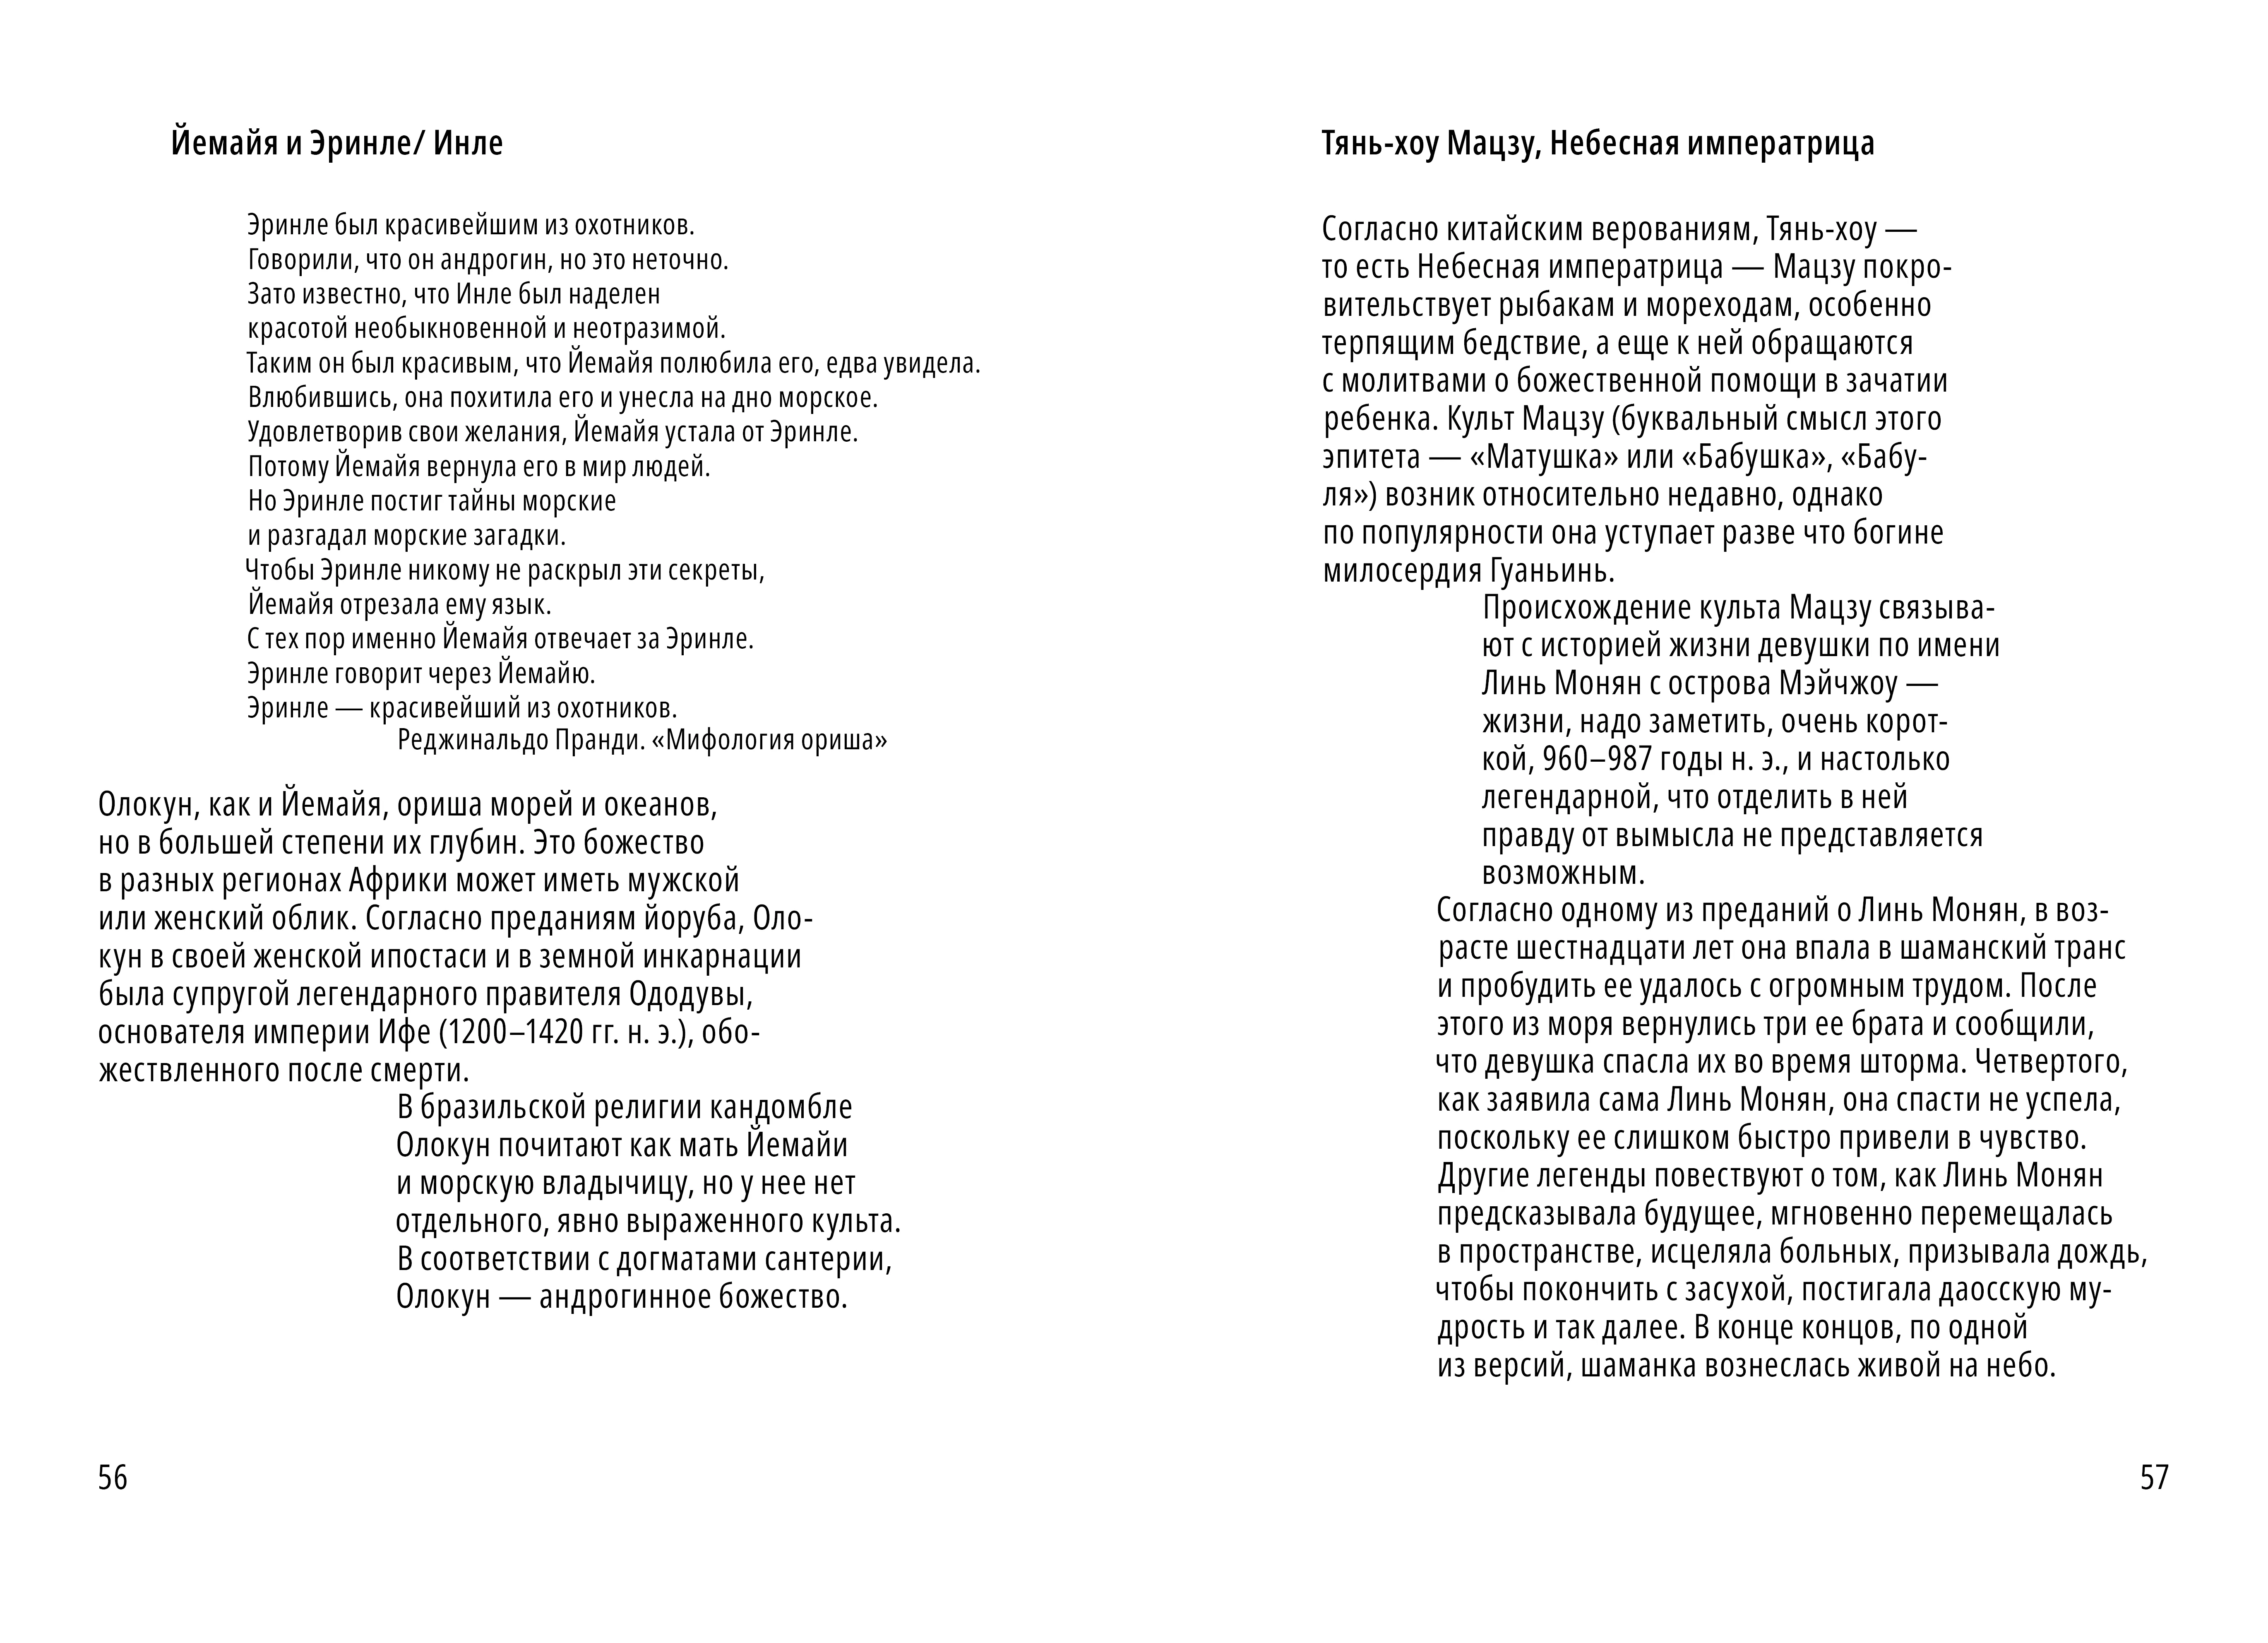 Йемайя и Эринле/ Инле
Эринле был красивейшим из охотников.
Говорили, что он андрогин, но это неточно.
Зато известно, что Инле был наделен
красотой необыкновенной и неотразимой.
Таким он был красивым, что Йемайя полюбила его, едва увидела.
Влюбившись, она похитила его и унесла на дно морское.
Удовлетворив свои желания, Йемайя устала от Эринле.
Потому Йемайя вернула его в мир людей.
Но Эринле постиг тайны морские
и разгадал морские загадки.
Чтобы Эринле никому не раскрыл эти секреты,
Йемайя отрезала ему язык.
С тех пор именно Йемайя отвечает за Эринле.
Эринле говорит через Йемайю.
Эринле — красивейший из охотников.
Реджинальдо Пранди. «Мифология ориша»
Олокун, как и Йемайя, ориша морей и океанов,
но в большей степени их глубин. Это божество
в разных регионах Африки может иметь мужской
или женский облик. Согласно преданиям йоруба, Оло-
кун в своей женской ипостаси и в земной инкарнации
была супругой легендарного правителя Ододувы,
основателя империи Ифе (1200–1420 гг. н. э.), обо-
жествленного после смерти.
В бразильской религии кандомбле
Олокун почитают как мать Йемайи
и морскую владычицу, но у нее нет
отдельного, явно выраженного культа.
В соответствии с догматами сантерии,
Олокун — андрогинное божество.
56
Тянь-хоу Мацзу, Небесная императрица
Согласно китайским верованиям, Тянь-хоу —
то есть Небесная императрица — Мацзу покро-
вительствует рыбакам и мореходам, особенно
терпящим бедствие, а еще к ней обращаются
с молитвами о божественной помощи в зачатии
ребенка. Культ Мацзу (буквальный смысл этого
эпитета — «Матушка» или «Бабушка», «Бабу-
ля») возник относительно недавно, однако
по популярности она уступает разве что богине
милосердия Гуаньинь.
Происхождение культа Мацзу связыва-
ют с историей жизни девушки по имени
Линь Монян с острова Мэйчжоу —
жизни, надо заметить, очень корот-
кой, 960–987 годы н. э., и настолько
легендарной, что отделить в ней
правду от вымысла не представляется
возможным.
Согласно одному из преданий о Линь Монян, в воз-
расте шестнадцати лет она впала в шаманский транс
и пробудить ее удалось с огромным трудом. После
этого из моря вернулись три ее брата и сообщили,
что девушка спасла их во время шторма. Четвертого,
как заявила сама Линь Монян, она спасти не успела,
поскольку ее слишком быстро привели в чувство.
Другие легенды повествуют о том, как Линь Монян
предсказывала будущее, мгновенно перемещалась
в пространстве, исцеляла больных, призывала дождь,
чтобы покончить с засухой, постигала даосскую му-
дрость и так далее. В конце концов, по одной
из версий, шаманка вознеслась живой на небо.
57